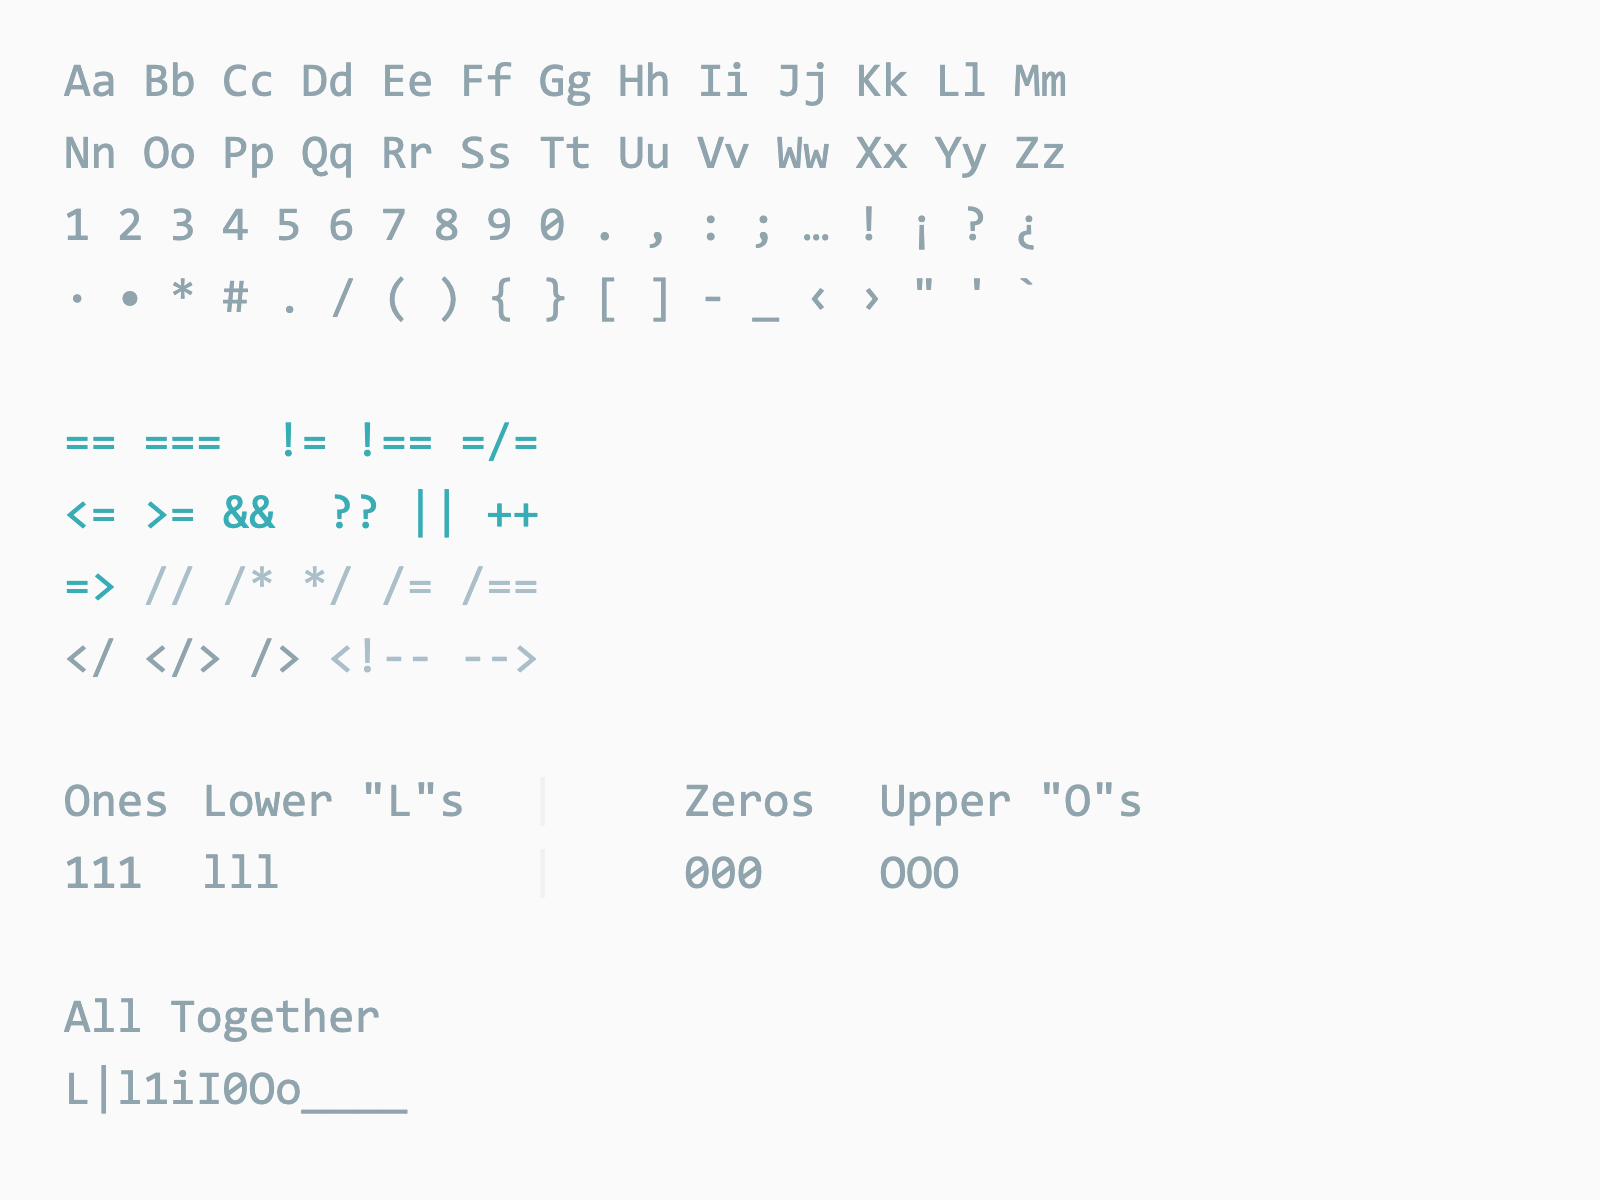 Aa Bb Cc Dd Ee Ff Gg Hh Ii Jj Kk Ll Mm
Nn Oo Pp Qq Rr Ss Tt Uu Vv Ww Xx Yy Zz
1 2 3 4 5 6 7 8 9 0 . , : ; … ! ¡ ? ¿
· • * # . / ( ) { } [ ] - _ ‹ › " ' `
== ===  != !== =/=
<= >= &&  ?? || ++
=> // /* */ /= /==
</ </> /> <!-- -->
Ones Lower "L"s | Zeros Upper "O"s
111 lll | 000 OOO
All Together
L|l1iI0Oo____